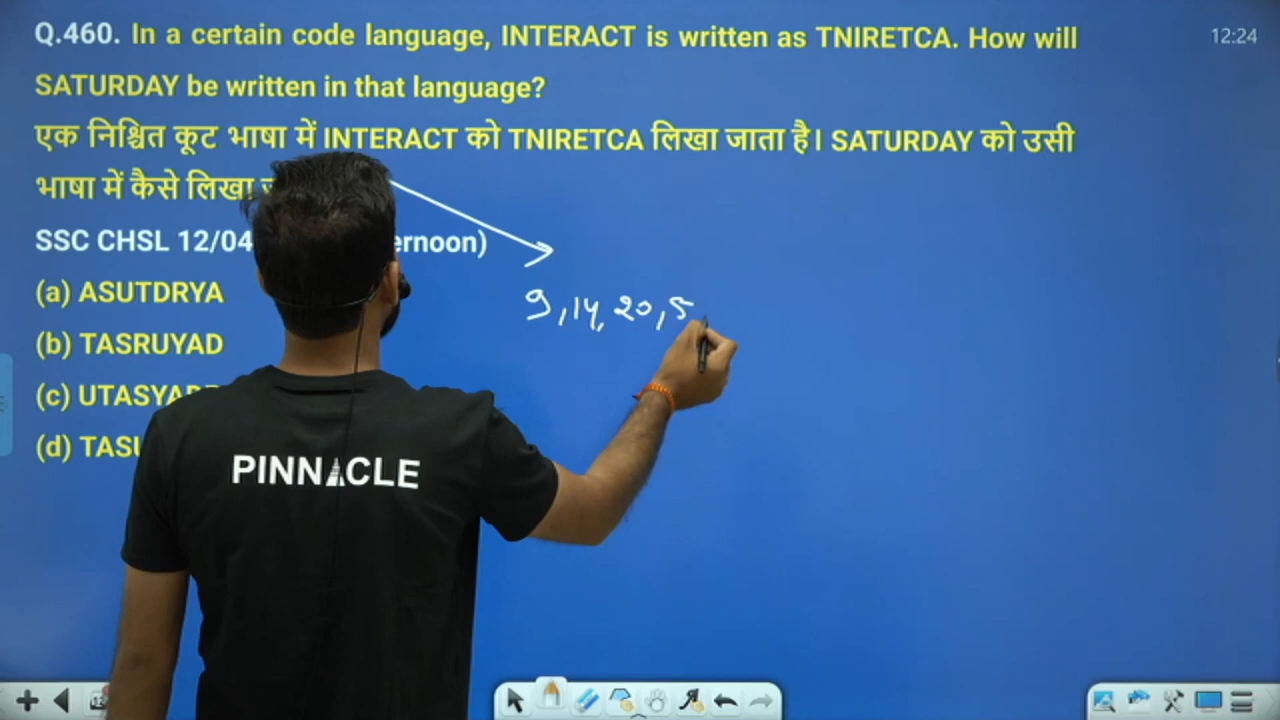 Q.460. In a certain code language, INTERACT is written as TNIRETCA. How will
12:24
SATURDAY be written in that language?
एक निश्चित कूट भाषा में INTERACT को TNIRETCA लिखा जाता है। SATURDAY को उसी
भाषा में कैसे लिखा
SSC CHSL 12/04 ernoon)
(a) ASUTDRYA
9, 14, 20, 5
(b) TASRUYAD
(c) UTASYA
(d) TAS
PINNACLE